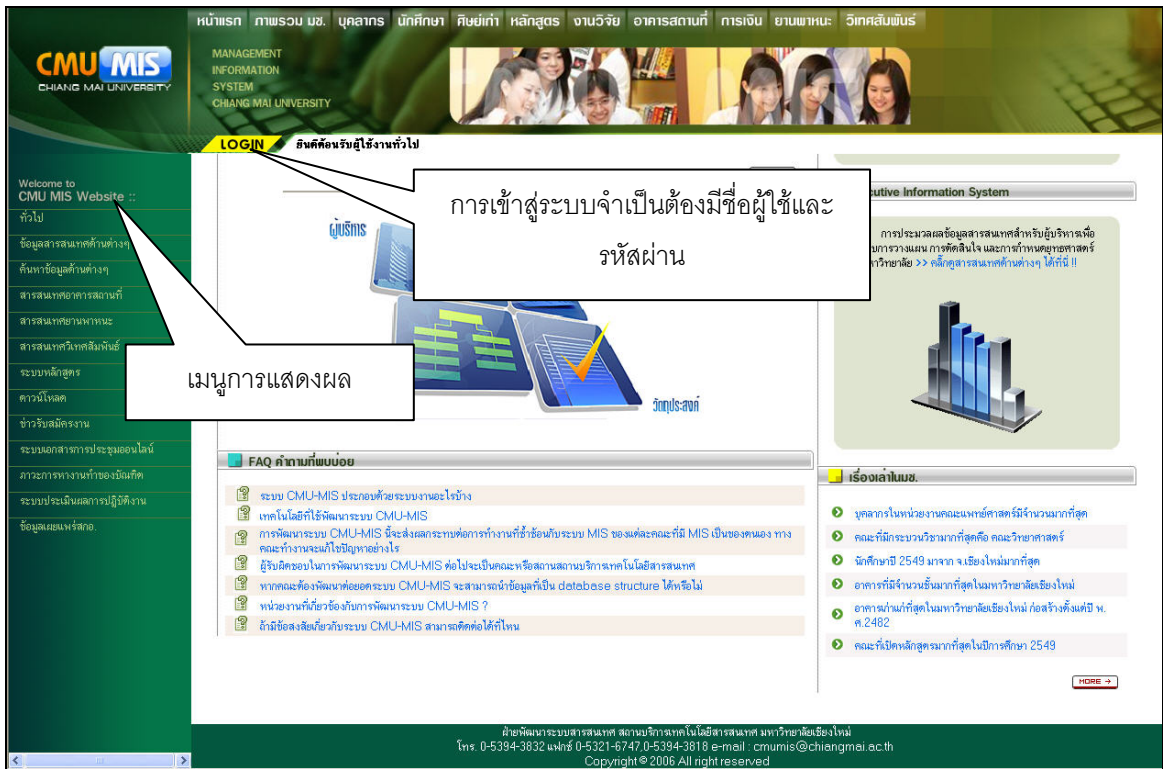 หน้าแรก ภาพรวม มช. บุคลากร นักศึกษา ศิษย์เก่า หลักสูตร งานวิจัย อาคารสถานที่ การเงิน ยานพาหนะ วิเทศสัมพันธ์
CMU MIS
CHIANG MAI UNIVERSITY
MANAGEMENT
INFORMATION
SYSTEM
CHIANG MAI UNIVERSITY
LOGIN
ยินดีต้อนรับผู้ใช้งานทั่วไป
Welcome to
CMU MIS Website ::
ทั่วไป
ข้อมูลสารสนเทศด้านต่างๆ
ค้นหาข้อมูลด้านต่างๆ
สารสนเทศอาคารสถานที่
สารสนเทศยานพาหนะ
สารสนเทศวิเทศสัมพันธ์
ระบบหลักสูตร
ดาวน์โหลด
ข่าวรับสมัครงาน
ระบบเอกสารการประชุมออนไลน์
ภาวะการหางานทำของบัณฑิต
ระบบประเมินผลการปฏิบัติงาน
ข้อมูลเผยแพร่สกอ.
การเข้าสู่ระบบจำเป็นต้องมีชื่อผู้ใช้และ
รหัสผ่าน
เมนูการแสดงผล
ผู้บริหาร
วัตถุประสงค์
FAQ คำถามที่พบบ่อย
ระบบ CMU-MIS ประกอบด้วยระบบงานอะไรบ้าง
เทคโนโลยีที่ใช้พัฒนาระบบ CMU-MIS
การพัฒนาระบบ CMU-MIS นี้จะส่งผลกระทบต่อการทำงานที่ซ้ำซ้อนกับระบบ MIS ของแต่ละคณะที่มี MIS เป็นของตนเอง ทาง
คณะทำงานจะแก้ไขปัญหาอย่างไร
ผู้รับผิดชอบในการพัฒนาระบบ CMU-MIS ต่อไปจะเป็นคณะหรือสถานสถานบริการเทคโนโลยีสารสนเทศ
หากคณะต้องพัฒนาต่อยอดระบบ CMU-MIS จะสามารถนำข้อมูลที่เป็น database structure ได้หรือไม่
หน่วยงานที่เกี่ยวข้องกับการพัฒนาระบบ CMU-MIS ?
ถ้ามีข้อสงสัยเกี่ยวกับระบบ CMU-MIS สามารถติดต่อได้ที่ไหน
Information System
การประมวลผลข้อมูลสารสนเทศสำหรับผู้บริหารเพื่อ
การวางแผน การตัดสินใจ และการกำหนดยุทธศาสตร์
>> คลิ๊กดูสารสนเทศด้านต่างๆ ได้ที่นี่ !!
เรื่องเล่าในมช.
บุคลากรในหน่วยงานคณะแพทย์ศาสตร์มีจำนวนมากที่สุด
คณะที่มีกระบวนวิชามากที่สุดคือ คณะวิทยาศาสตร์
นักศึกษาปี 2549 มาจาก จ.เชียงใหม่มากที่สุด
อาคารที่มีจำนวนชั้นมากที่สุดในมหาวิทยาลัยเชียงใหม่
อาคารเก่าแก่ที่สุดในมหาวิทยาลัยเชียงใหม่ ก่อสร้างตั้งแต่ปี พ.
ศ.2482
คณะที่เปิดหลักสูตรมากที่สุดในปีการศึกษา 2549
MORE
ฝ่ายพัฒนาระบบสารสนเทศ สถานบริการเทคโนโลยีสารสนเทศ มหาวิทยาลัยเชียงใหม่
โทร. 0-5394-3832 แฟกซ์ 0-5321-6747,0-5394-3818 e-mail : cmumis@chiangmai.ac.th
Copyright © 2006 All right reserved